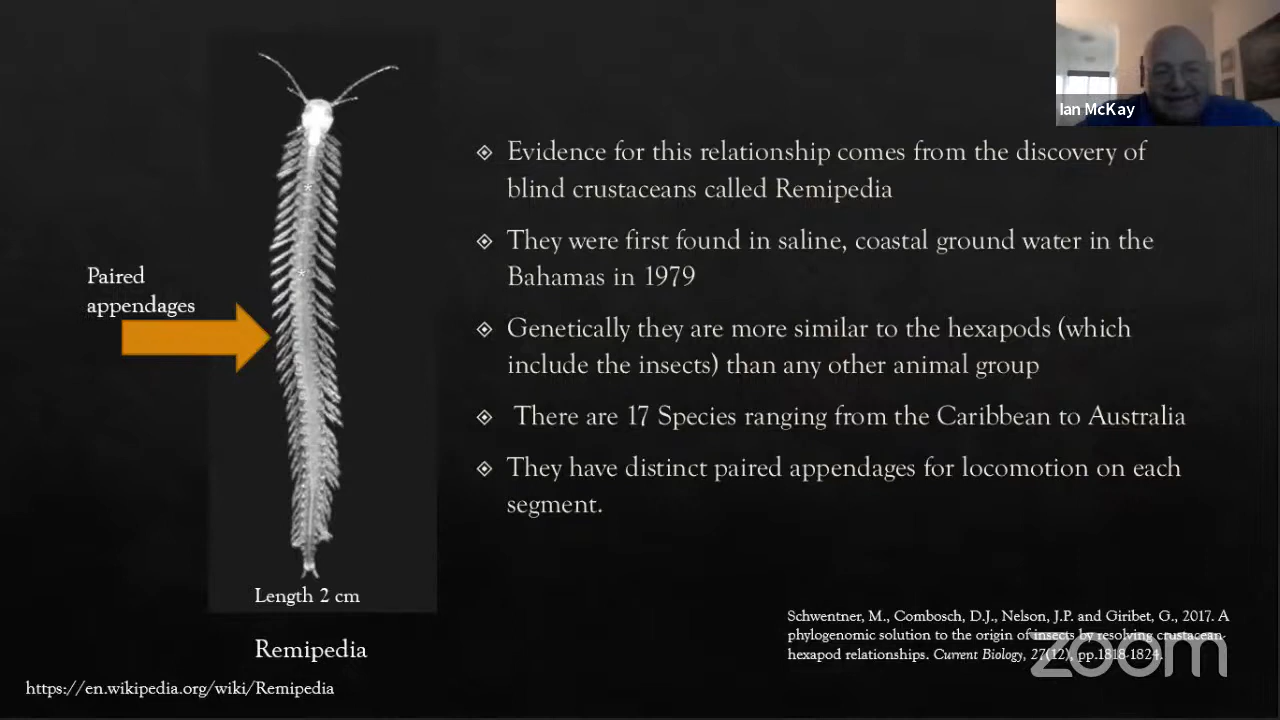 Ian McKay
Evidence for this relationship comes from the discovery of
blind crustaceans called Remipedia
They were first found in saline, coastal ground water in the
Bahamas in 1979
Genetically they are more similar to the hexapods (which
include the insects) than any other animal group
There are 17 Species ranging from the Caribbean to Australia
They have distinct paired appendages for locomotion on each
segment.
Paired
appendages
Length 2 cm
Remipedia
https://en.wikipedia.org/wiki/Remipedia
Schwentner, M., Combosch, D.J., Nelson, J.P. and Giribet, G., 2017. A
phylogenomic solution to the origin of insects by resolving crustacean-
hexapod relationships. Current Biology, 27(12), pp.1818-1824.
zoom